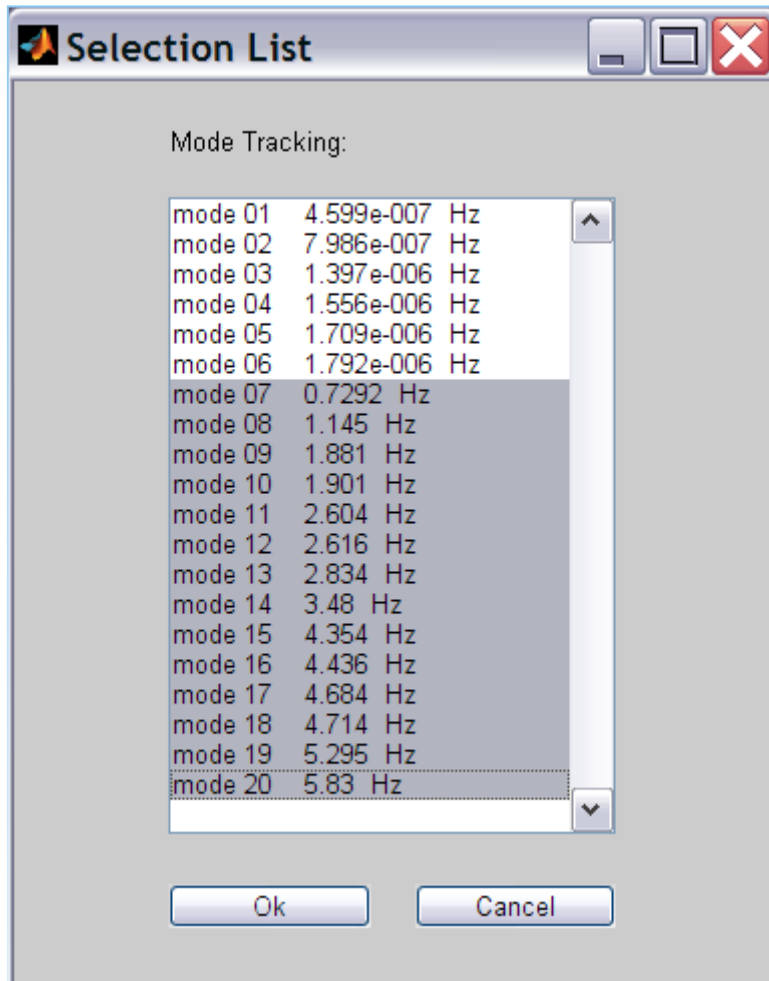 Selection List
Mode Tracking:
mode 01 4.599e-007 Hz
mode 02 7.986e-007 Hz
mode 03 1.397e-006 Hz
mode 04 1.556e-006 Hz
mode 05 1.709e-006 Hz
mode 06 1.792e-006 Hz
mode 07 0.7292 Hz
mode 08 1.145 Hz
mode 09 1.881 Hz
mode 10 1.901 Hz
mode 11 2.604 Hz
mode 12 2.616 Hz
mode 13 2.834 Hz
mode 14 3.48 Hz
mode 15 4.354 Hz
mode 16 4.436 Hz
mode 17 4.684 Hz
mode 18 4.714 Hz
mode 19 5.295 Hz
mode 20 5.83 Hz
Ok Cancel